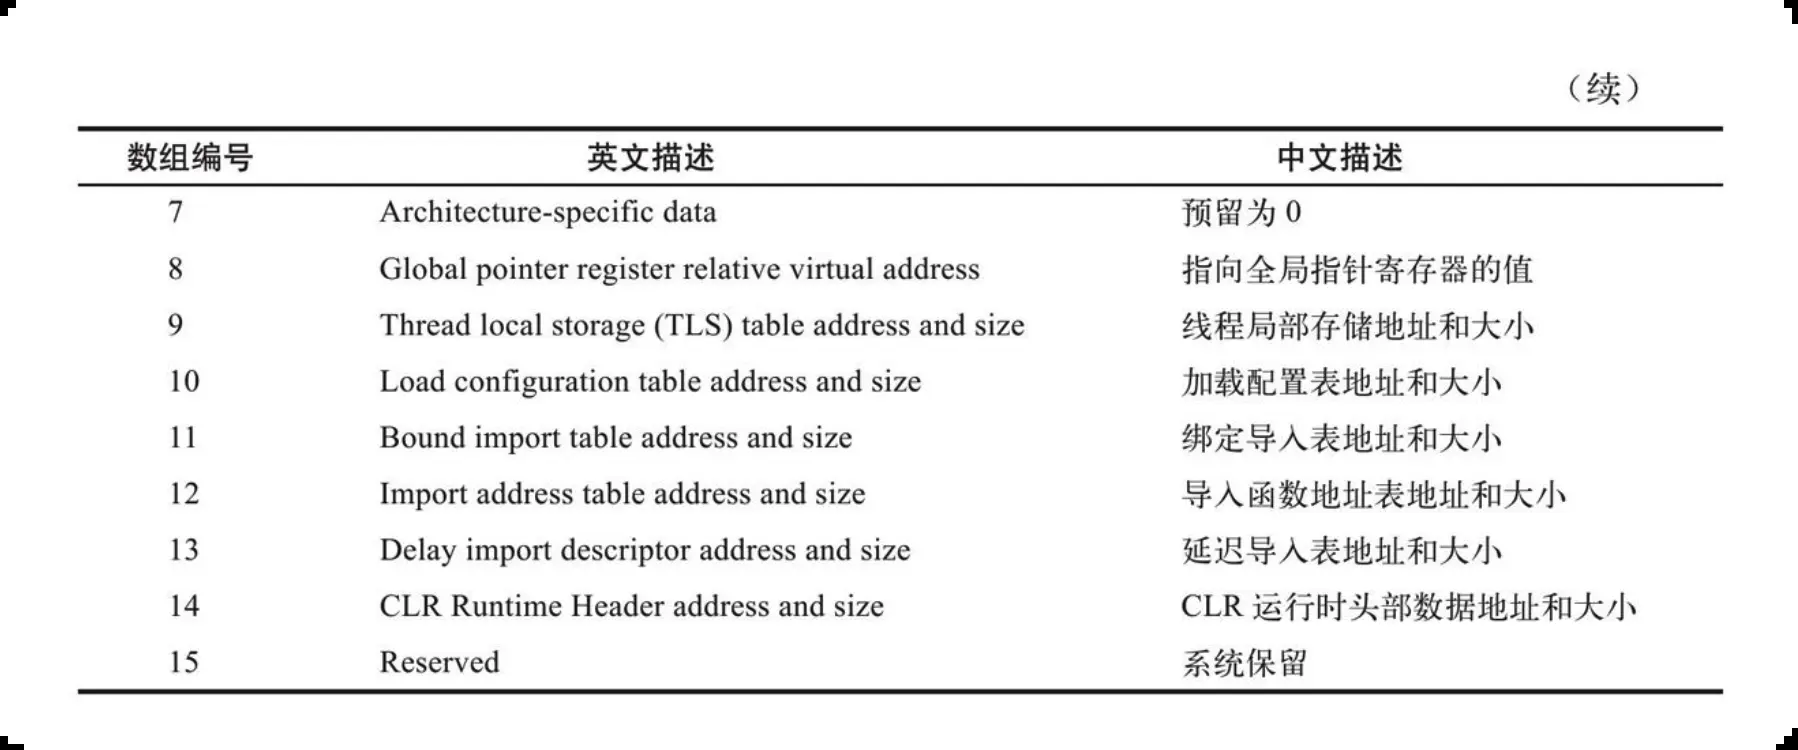 （续）
数组编号 英文描述 中文描述
7 Architecture-specific data 预留为 0
8 Global pointer register relative virtual address 指向全局指针寄存器的值
9 Thread local storage (TLS) table address and size 线程局部存储地址和大小
10 Load configuration table address and size 加载配置表地址和大小
11 Bound import table address and size 绑定导入表地址和大小
12 Import address table address and size 导入函数地址表地址和大小
13 Delay import descriptor address and size 延迟导入表地址和大小
14 CLR Runtime Header address and size CLR 运行时头部数据地址和大小
15 Reserved 系统保留